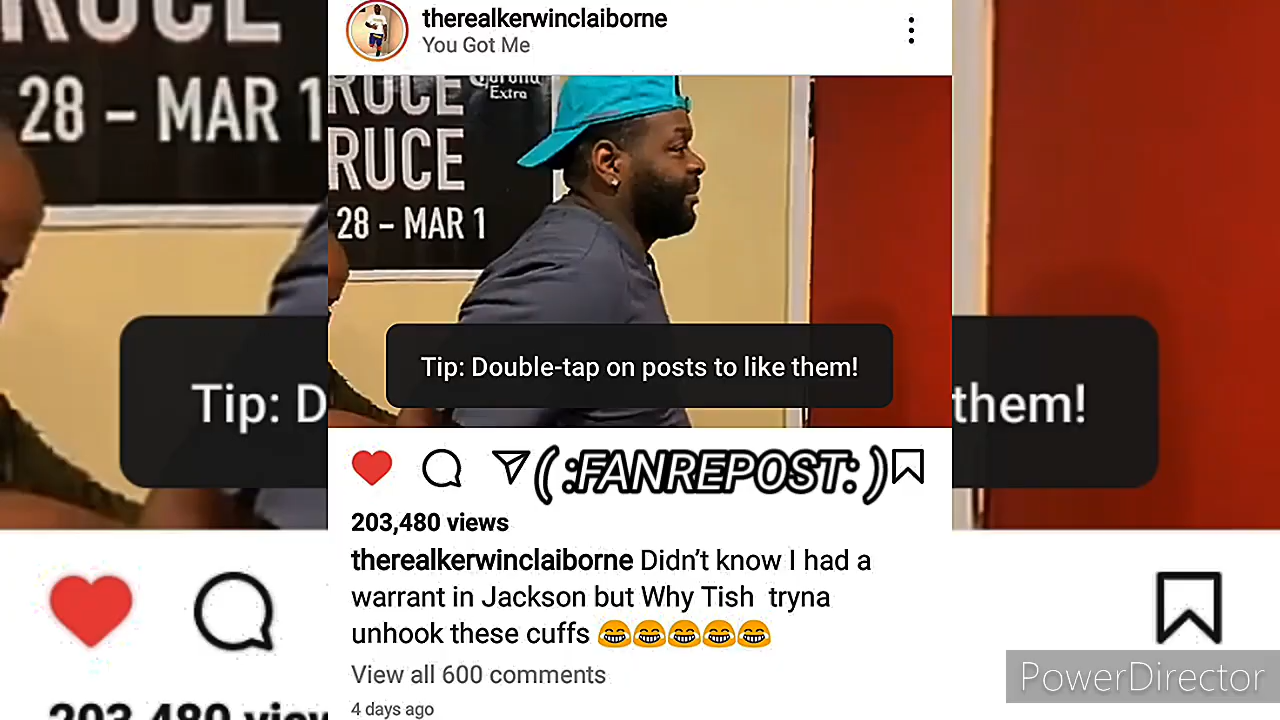 therealkerwinclaiborne
You Got Me
RUCE
Extra
RUCE
28 – MAR 1
RUCE
28 – MAR 1
Tip: Double-tap on posts to like them!
Tip: D
them!
( :FANREPOST: )
203,480 views
therealkerwinclaiborne Didn't know I had a
warrant in Jackson but Why Tish tryna
unhook these cuffs 😂😂😂😂😂
View all 600 comments
4 days ago
PowerDirector